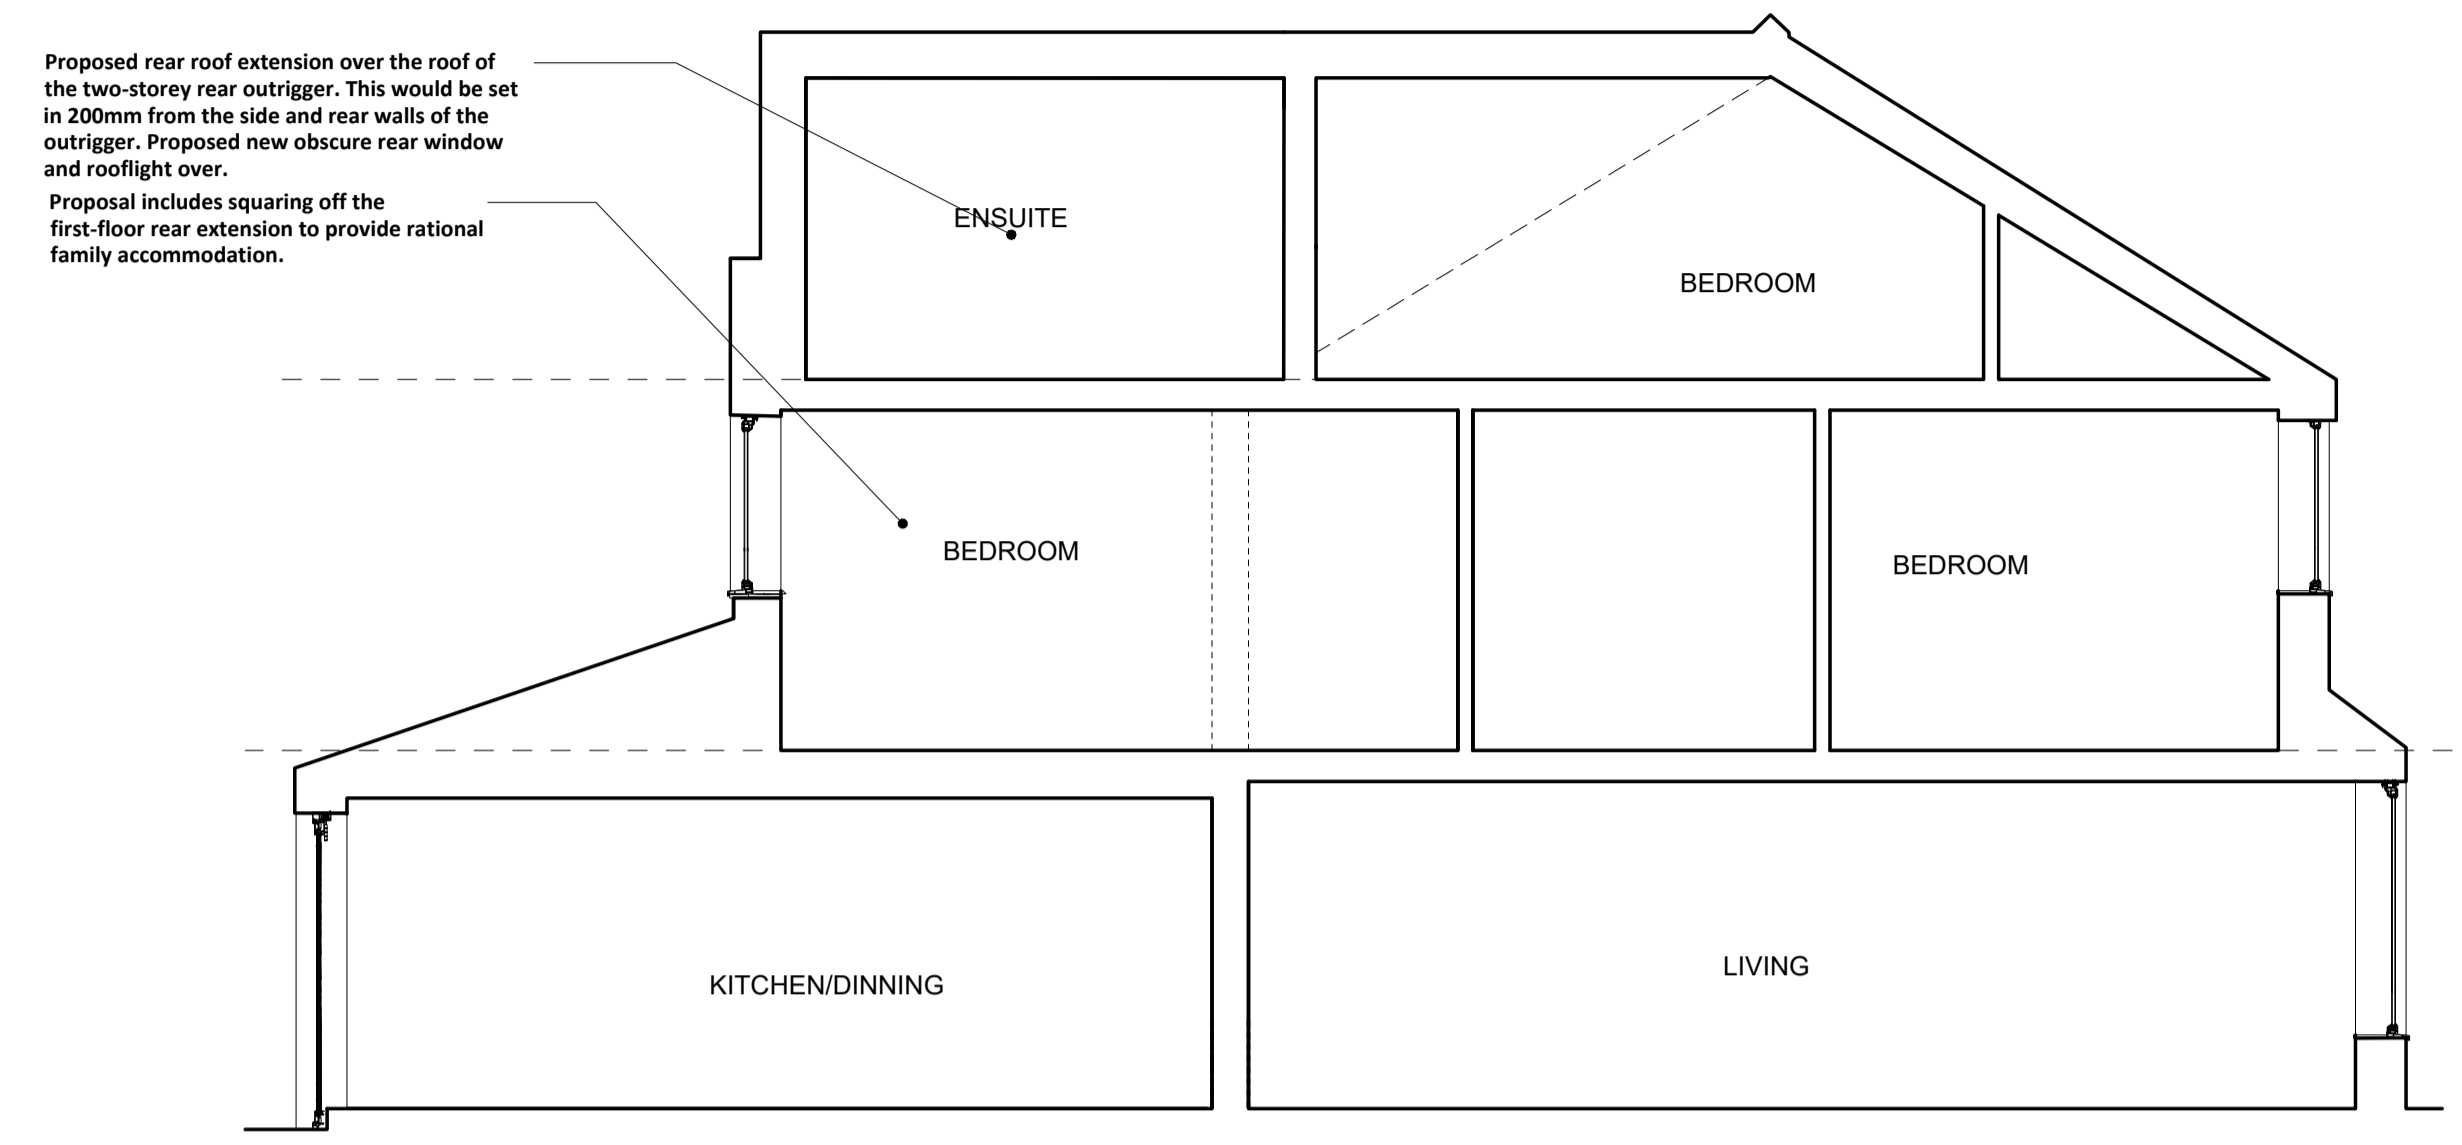 Proposed rear roof extension over the roof of
the two-storey rear outrigger. This would be set
in 200mm from the side and rear walls of the
outrigger. Proposed new obscure rear window
and rooflight over.
Proposal includes squaring off the
first-floor rear extension to provide rational
family accommodation.
ENSUITE
BEDROOM
BEDROOM
BEDROOM
KITCHEN/DINNING
LIVING